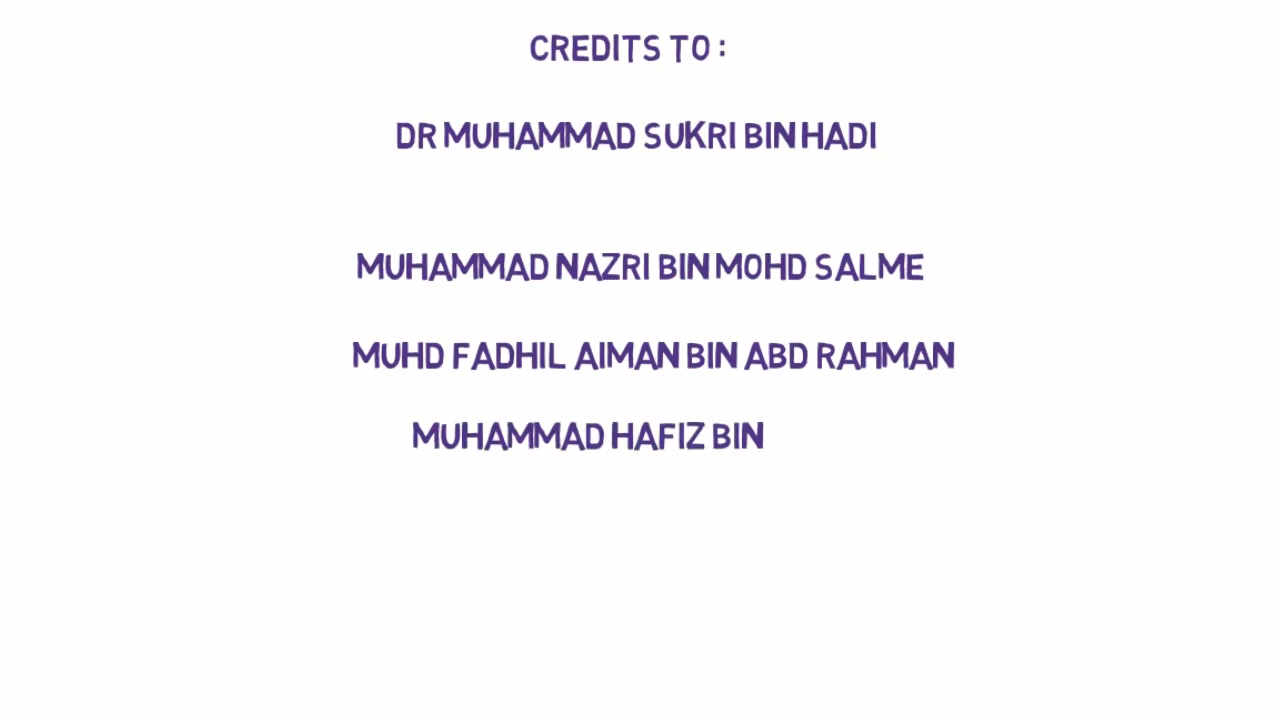 CREDITS TO :
DR MUHAMMAD SUKRI BIN HADI
MUHAMMAD NAZRI BIN MOHD SALME
MUHD FADHIL AIMAN BIN ABD RAHMAN
MUHAMMAD HAFIZ BIN